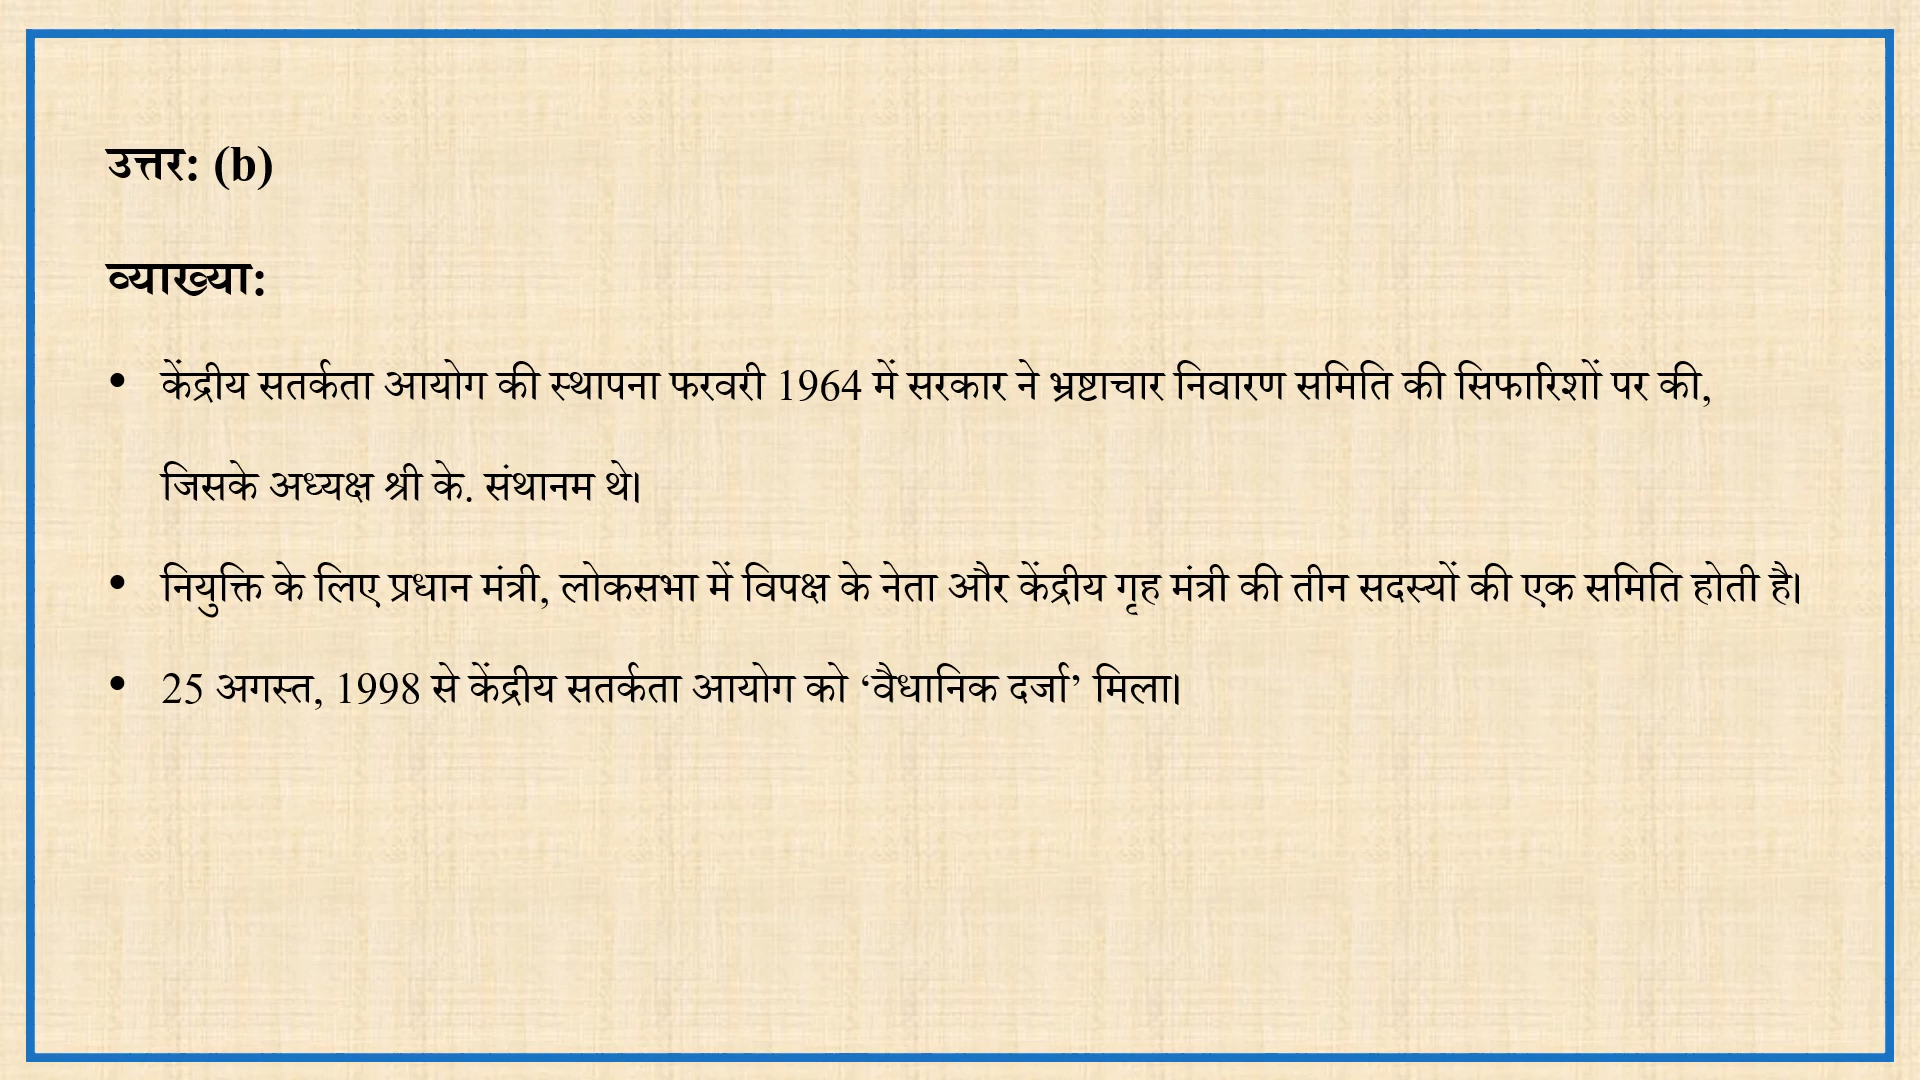 उत्तर: (b)
व्याख्या:
• केंद्रीय सतर्कता आयोग की स्थापना फरवरी 1964 में सरकार ने भ्रष्टाचार निवारण समिति की सिफारिशों पर की,
जिसके अध्यक्ष श्री के. संथानम थे।
• नियुक्ति के लिए प्रधान मंत्री, लोकसभा में विपक्ष के नेता और केंद्रीय गृह मंत्री की तीन सदस्यों की एक समिति होती है।
• 25 अगस्त, 1998 से केंद्रीय सतर्कता आयोग को ‘वैधानिक दर्जा’ मिला।